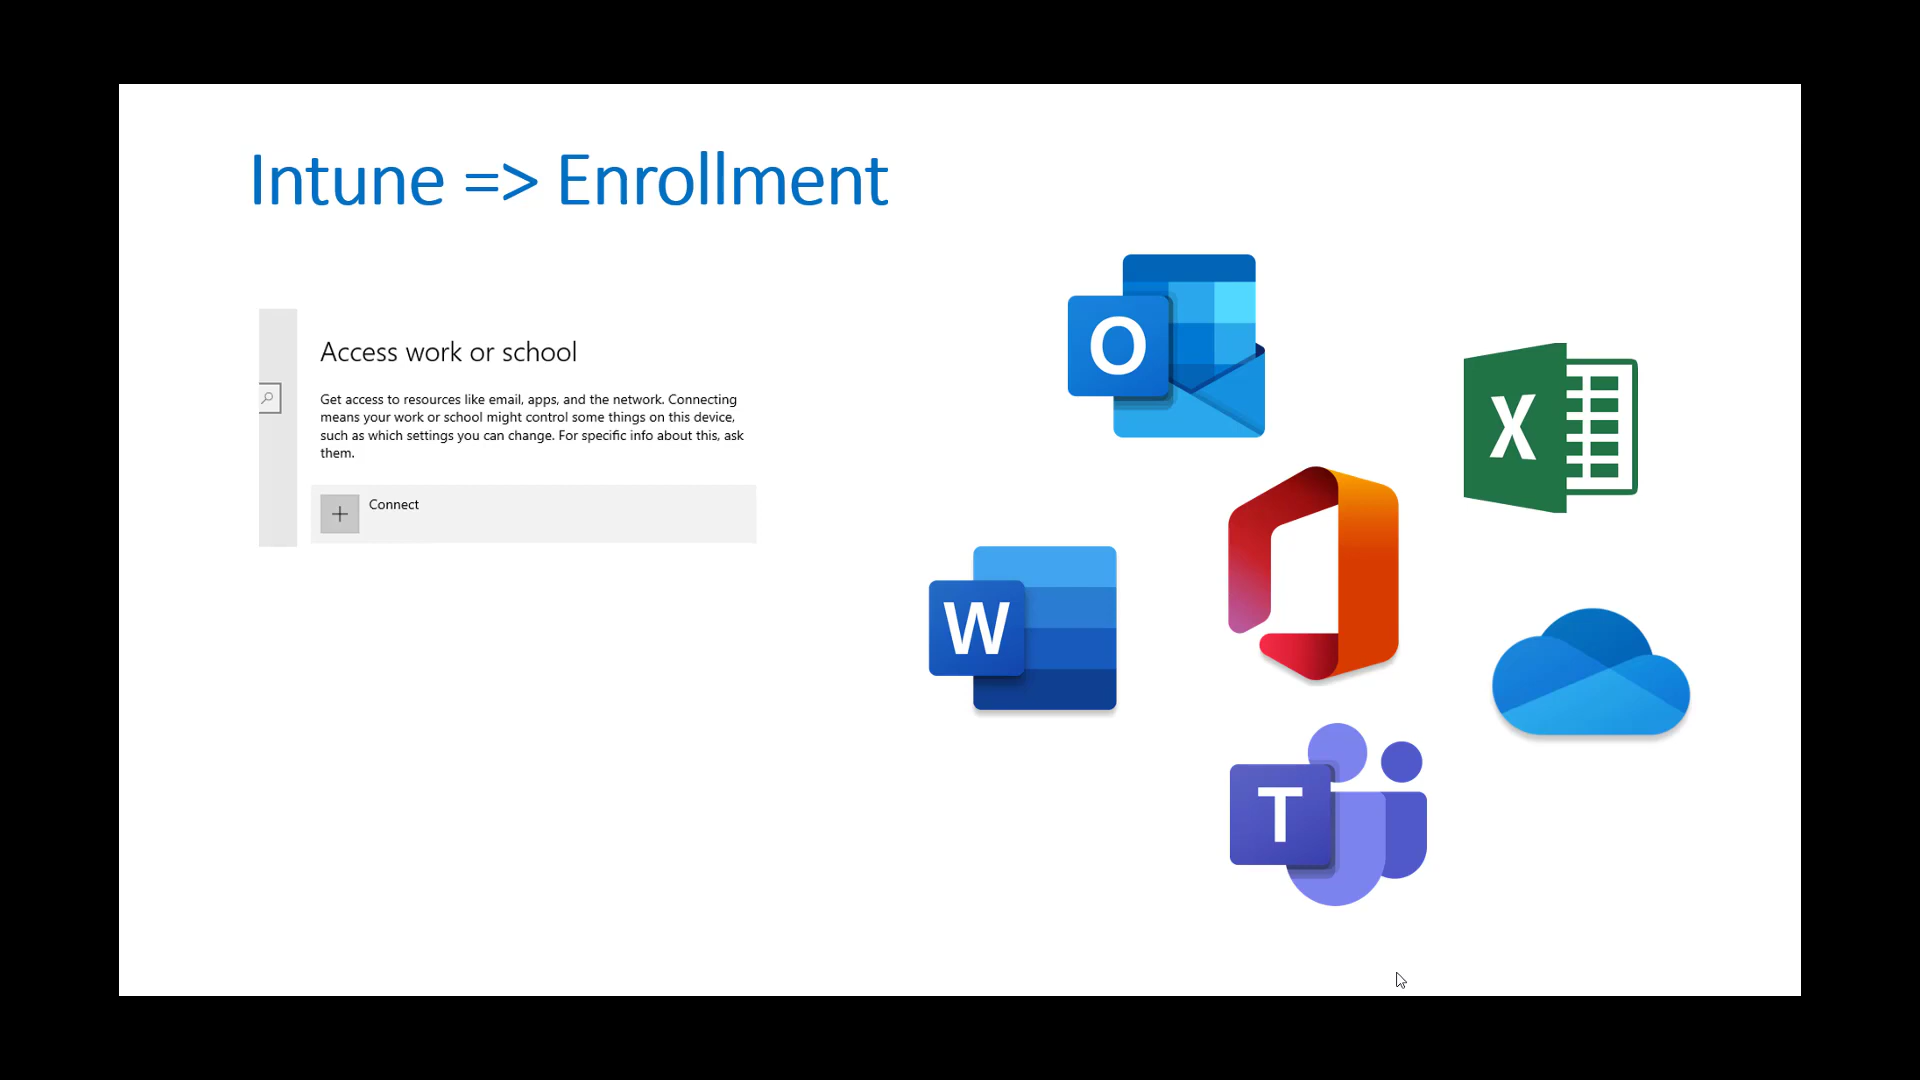 Intune => Enrollment
Access work or school
Get access to resources like email, apps, and the network. Connecting
means your work or school might control some things on this device,
such as which settings you can change. For specific info about this, ask
them.
+ Connect
O
X
W
T